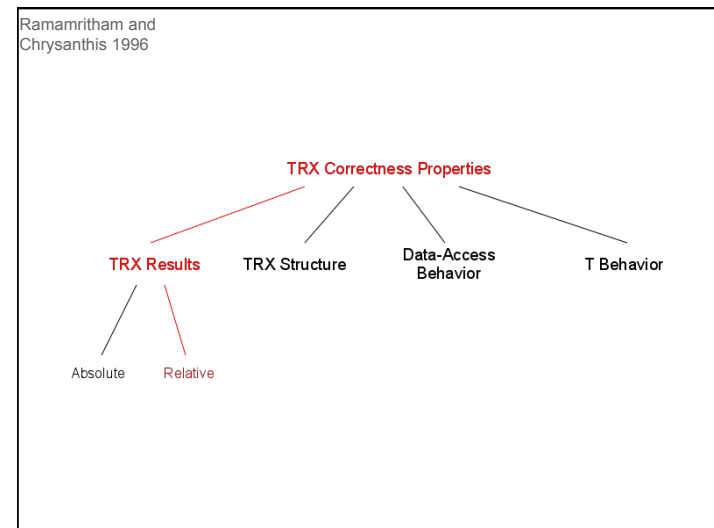 Ramamritham and
Chrysanthis 1996
TRX Correctness Properties
TRX Results
TRX Structure
Data-Access
Behavior
T Behavior
Absolute
Relative